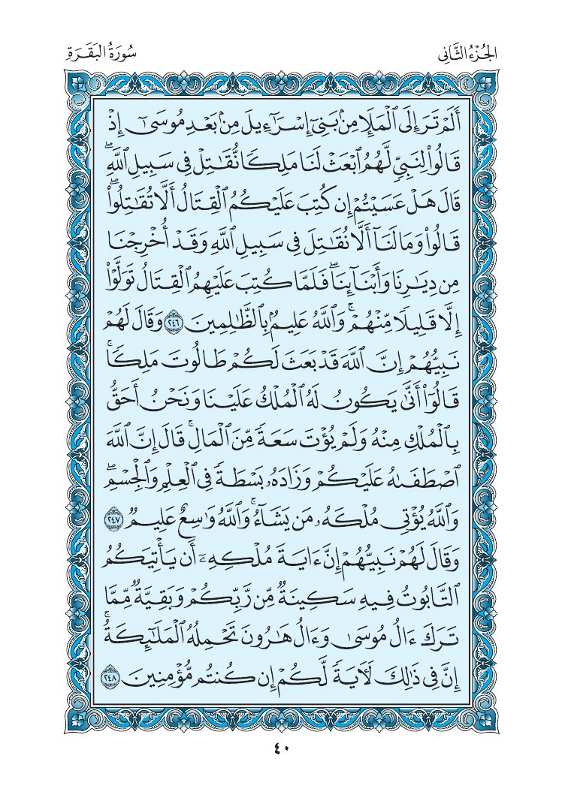 الجُزْءُ الثَّانِي
سُورَةُ البَقَرَةِ
أَلَمْ تَرَ إِلَى ٱلْمَلَإِ مِنۢ بَنِىٓ إِسْرَٰٓءِيلَ مِنۢ بَعْدِ مُوسَىٰٓ إِذْ
قَالُوا۟ لِنَبِىٍّ لَّهُمُ ٱبْعَثْ لَنَا مَلِكًا نُّقَٰتِلْ فِى سَبِيلِ ٱللَّهِ ۖ
قَالَ هَلْ عَسَيْتُمْ إِن كُتِبَ عَلَيْكُمُ ٱلْقِتَالُ أَلَّا تُقَٰتِلُوا۟ ۖ
قَالُوا۟ وَمَا لَنَآ أَلَّا نُقَٰتِلَ فِى سَبِيلِ ٱللَّهِ وَقَدْ أُخْرِجْنَا
مِن دِيَٰرِنَا وَأَبْنَآئِنَا ۖ فَلَمَّا كُتِبَ عَلَيْهِمُ ٱلْقِتَالُ تَوَلَّوْا۟
إِلَّا قَلِيلًا مِّنْهُمْ ۗ وَٱللَّهُ عَلِيمٌۢ بِٱلظَّٰلِمِينَ ٢٤٦ وَقَالَ لَهُمْ
نَبِيُّهُمْ إِنَّ ٱللَّهَ قَدْ بَعَثَ لَكُمْ طَالُوتَ مَلِكًا ۚ
قَالُوٓا۟ أَنَّىٰ يَكُونُ لَهُ ٱلْمُلْكُ عَلَيْنَا وَنَحْنُ أَحَقُّ
بِٱلْمُلْكِ مِنْهُ وَلَمْ يُؤْتَ سَعَةً مِّنَ ٱلْمَالِ ۚ قَالَ إِنَّ ٱللَّهَ
ٱصْطَفَىٰهُ عَلَيْكُمْ وَزَادَهُۥ بَسْطَةً فِى ٱلْعِلْمِ وَٱلْجِسْمِ ۖ
وَٱللَّهُ يُؤْتِى مُلْكَهُۥ مَن يَشَآءُ ۚ وَٱللَّهُ وَٰسِعٌ عَلِيمٌ ٢٤٧
وَقَالَ لَهُمْ نَبِيُّهُمْ إِنَّ ءَايَةَ مُلْكِهِۦٓ أَن يَأْتِيَكُمُ
ٱلتَّابُوتُ فِيهِ سَكِينَةٌ مِّن رَّبِّكُمْ وَبَقِيَّةٌ مِّمَّا
تَرَكَ ءَالُ مُوسَىٰ وَءَالُ هَٰرُونَ تَحْمِلُهُ ٱلْمَلَٰٓئِكَةُ ۚ
إِنَّ فِى ذَٰلِكَ لَءَايَةً لَّكُمْ إِن كُنتُم مُّؤْمِنِينَ ٢٤٨
٤٠